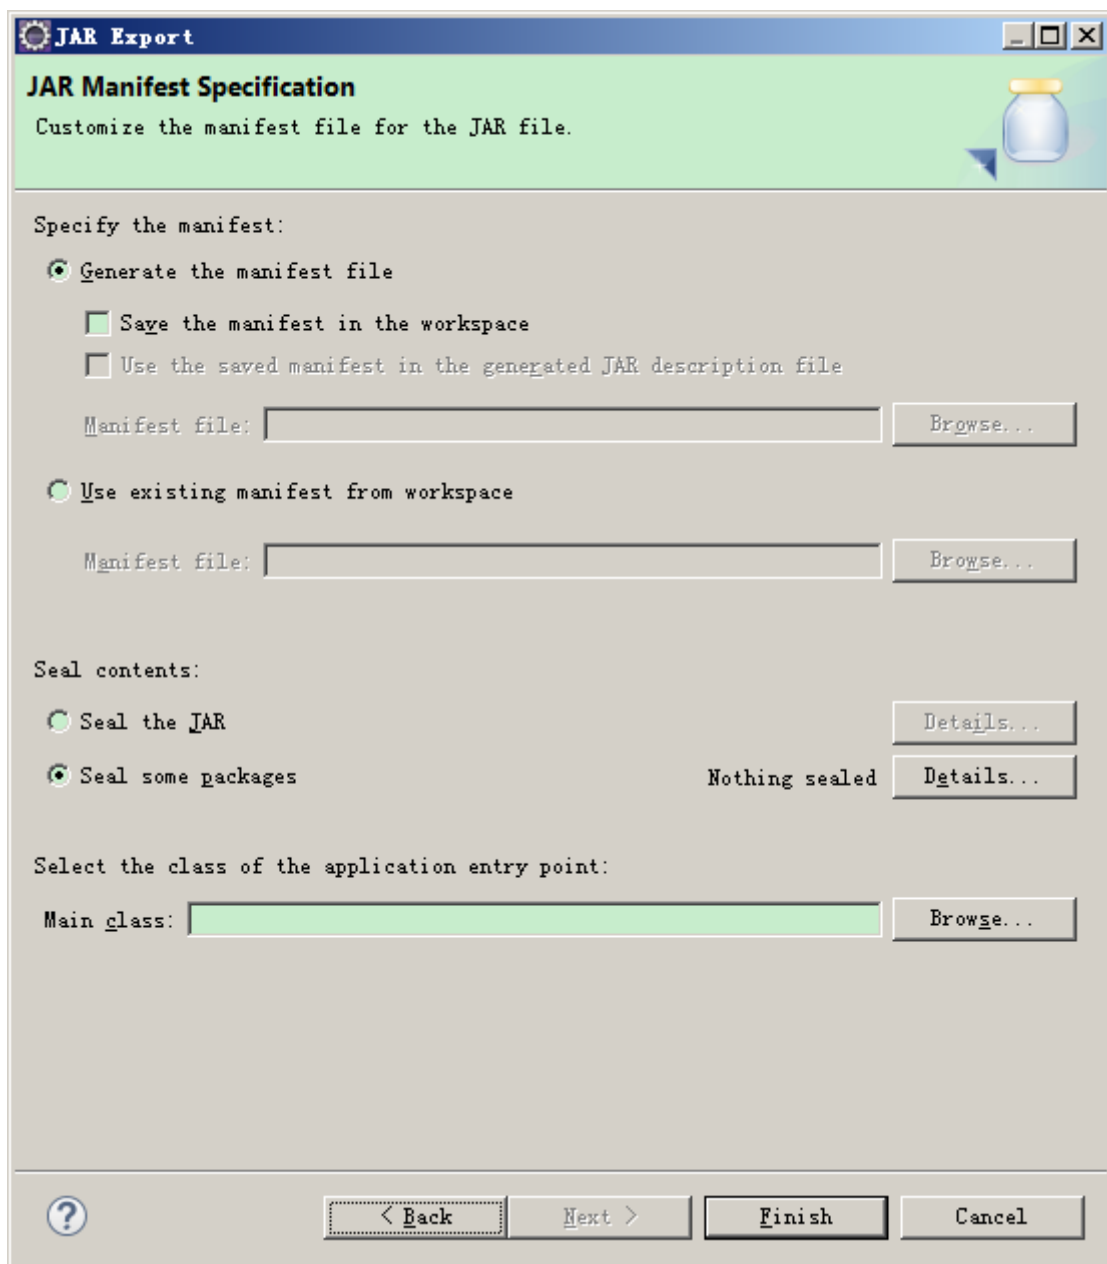 JAR Export
JAR Manifest Specification
Customize the manifest file for the JAR file.
Specify the manifest:
Generate the manifest file
Save the manifest in the workspace
Use the saved manifest in the generated JAR description file
Manifest file: Browse...
Use existing manifest from workspace
Manifest file: Browse...
Seal contents:
Seal the JAR Details...
Seal some packages Nothing sealed Details...
Select the class of the application entry point:
Main class: Browse...
? < Back Next > Finish Cancel